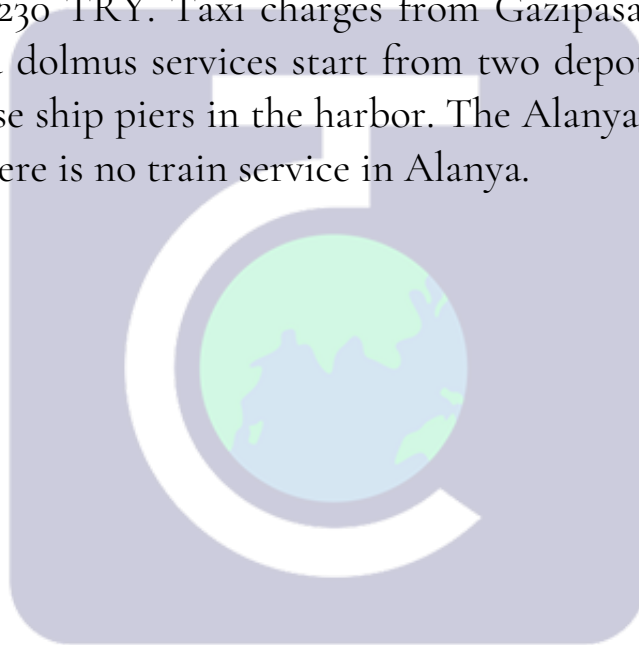 230 TRY. Taxi charges from Gazipasa
dolmus services start from two depo
se ship piers in the harbor. The Alanya
ere is no train service in Alanya.